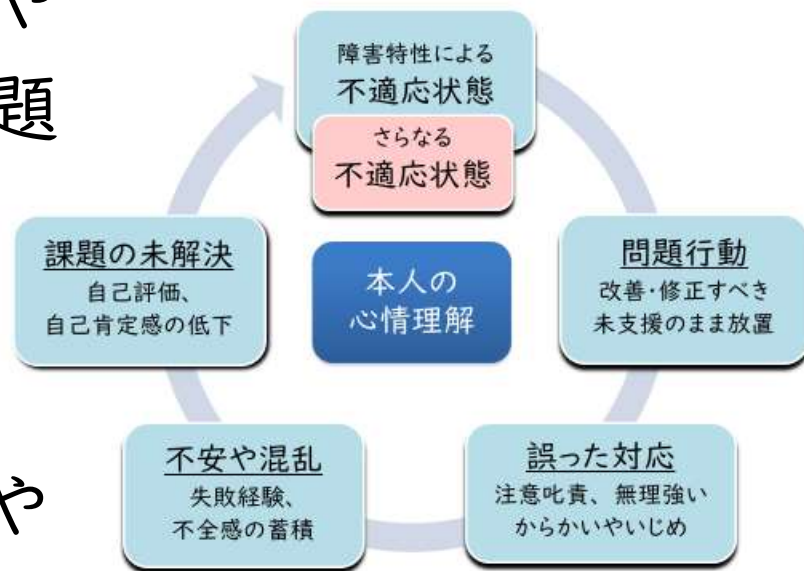 や
題
や
障害特性による
不適応状態
さらなる
不適応状態
問題行動
改善・修正すべき
未支援のまま放置
誤った対応
注意叱責、無理強い
からかいやいじめ
不安や混乱
失敗経験、
不全感の蓄積
課題の未解決
自己評価、
自己肯定感の低下
本人の
心情理解